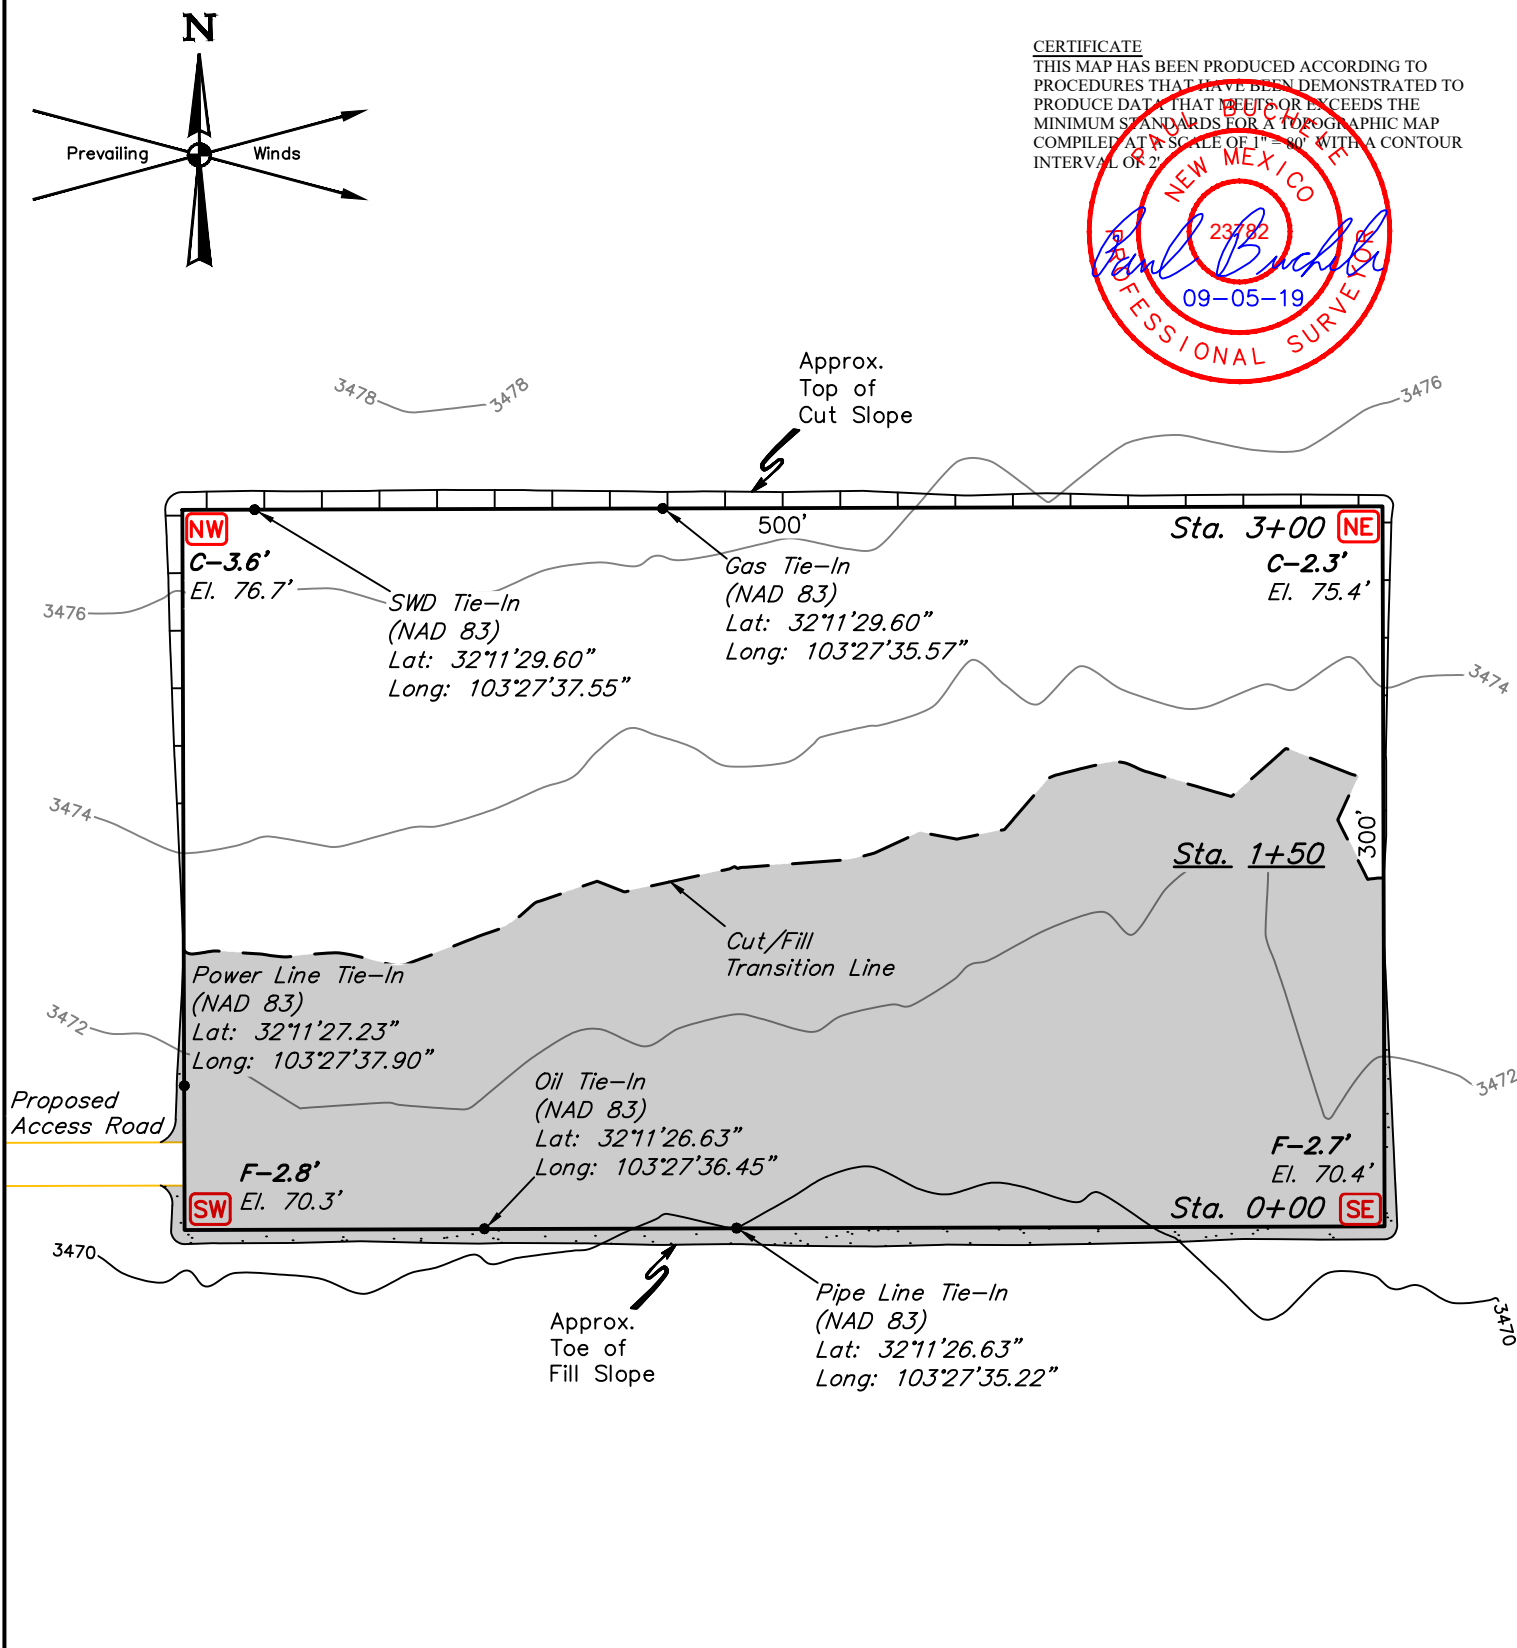 N
Prevailing Winds
CERTIFICATE
THIS MAP HAS BEEN PRODUCED ACCORDING TO
PROCEDURES THAT HAVE BEEN DEMONSTRATED TO
PRODUCE DATA THAT MEETS OR EXCEEDS THE
MINIMUM STANDARDS FOR A TOPOGRAPHIC MAP
COMPILED AT A SCALE OF 1" = 80' WITH A CONTOUR
INTERVAL OF 2'.
PAUL BUCHELE
NEW MEXICO
23782
Paul Buchele
09-05-19
PROFESSIONAL SURVEYOR
Approx.
Top of
Cut Slope
3478
3478
3476
500'
NW
C-3.6'
El. 76.7'
Sta. 3+00 NE
C-2.3'
El. 75.4'
SWD Tie-In
(NAD 83)
Lat: 32°11'29.60"
Long: 103°27'37.55"
Gas Tie-In
(NAD 83)
Lat: 32°11'29.60"
Long: 103°27'35.57"
3476
3474
3474
300'
Sta. 1+50
Cut/Fill
Transition Line
Power Line Tie-In
(NAD 83)
Lat: 32°11'27.23"
Long: 103°27'37.90"
3472
3472
Oil Tie-In
(NAD 83)
Lat: 32°11'26.63"
Long: 103°27'36.45"
Proposed
Access Road
F-2.8'
El. 70.3'
SW
F-2.7'
El. 70.4'
Sta. 0+00 SE
3470
3470
Approx.
Toe of
Fill Slope
Pipe Line Tie-In
(NAD 83)
Lat: 32°11'26.63"
Long: 103°27'35.22"